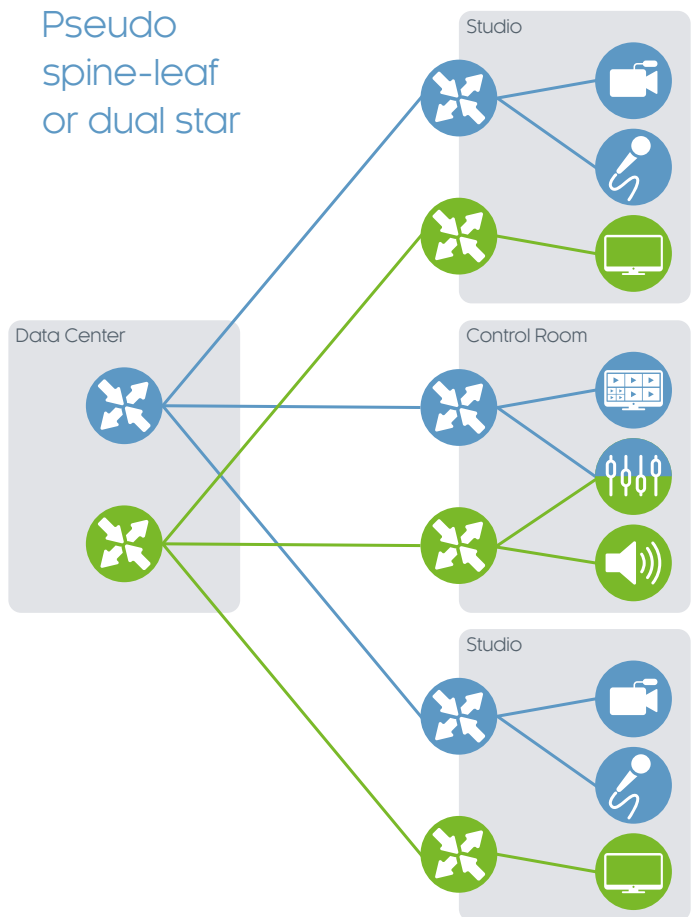 Pseudo
spine-leaf
or dual star
Studio
Data Center
Control Room
Studio